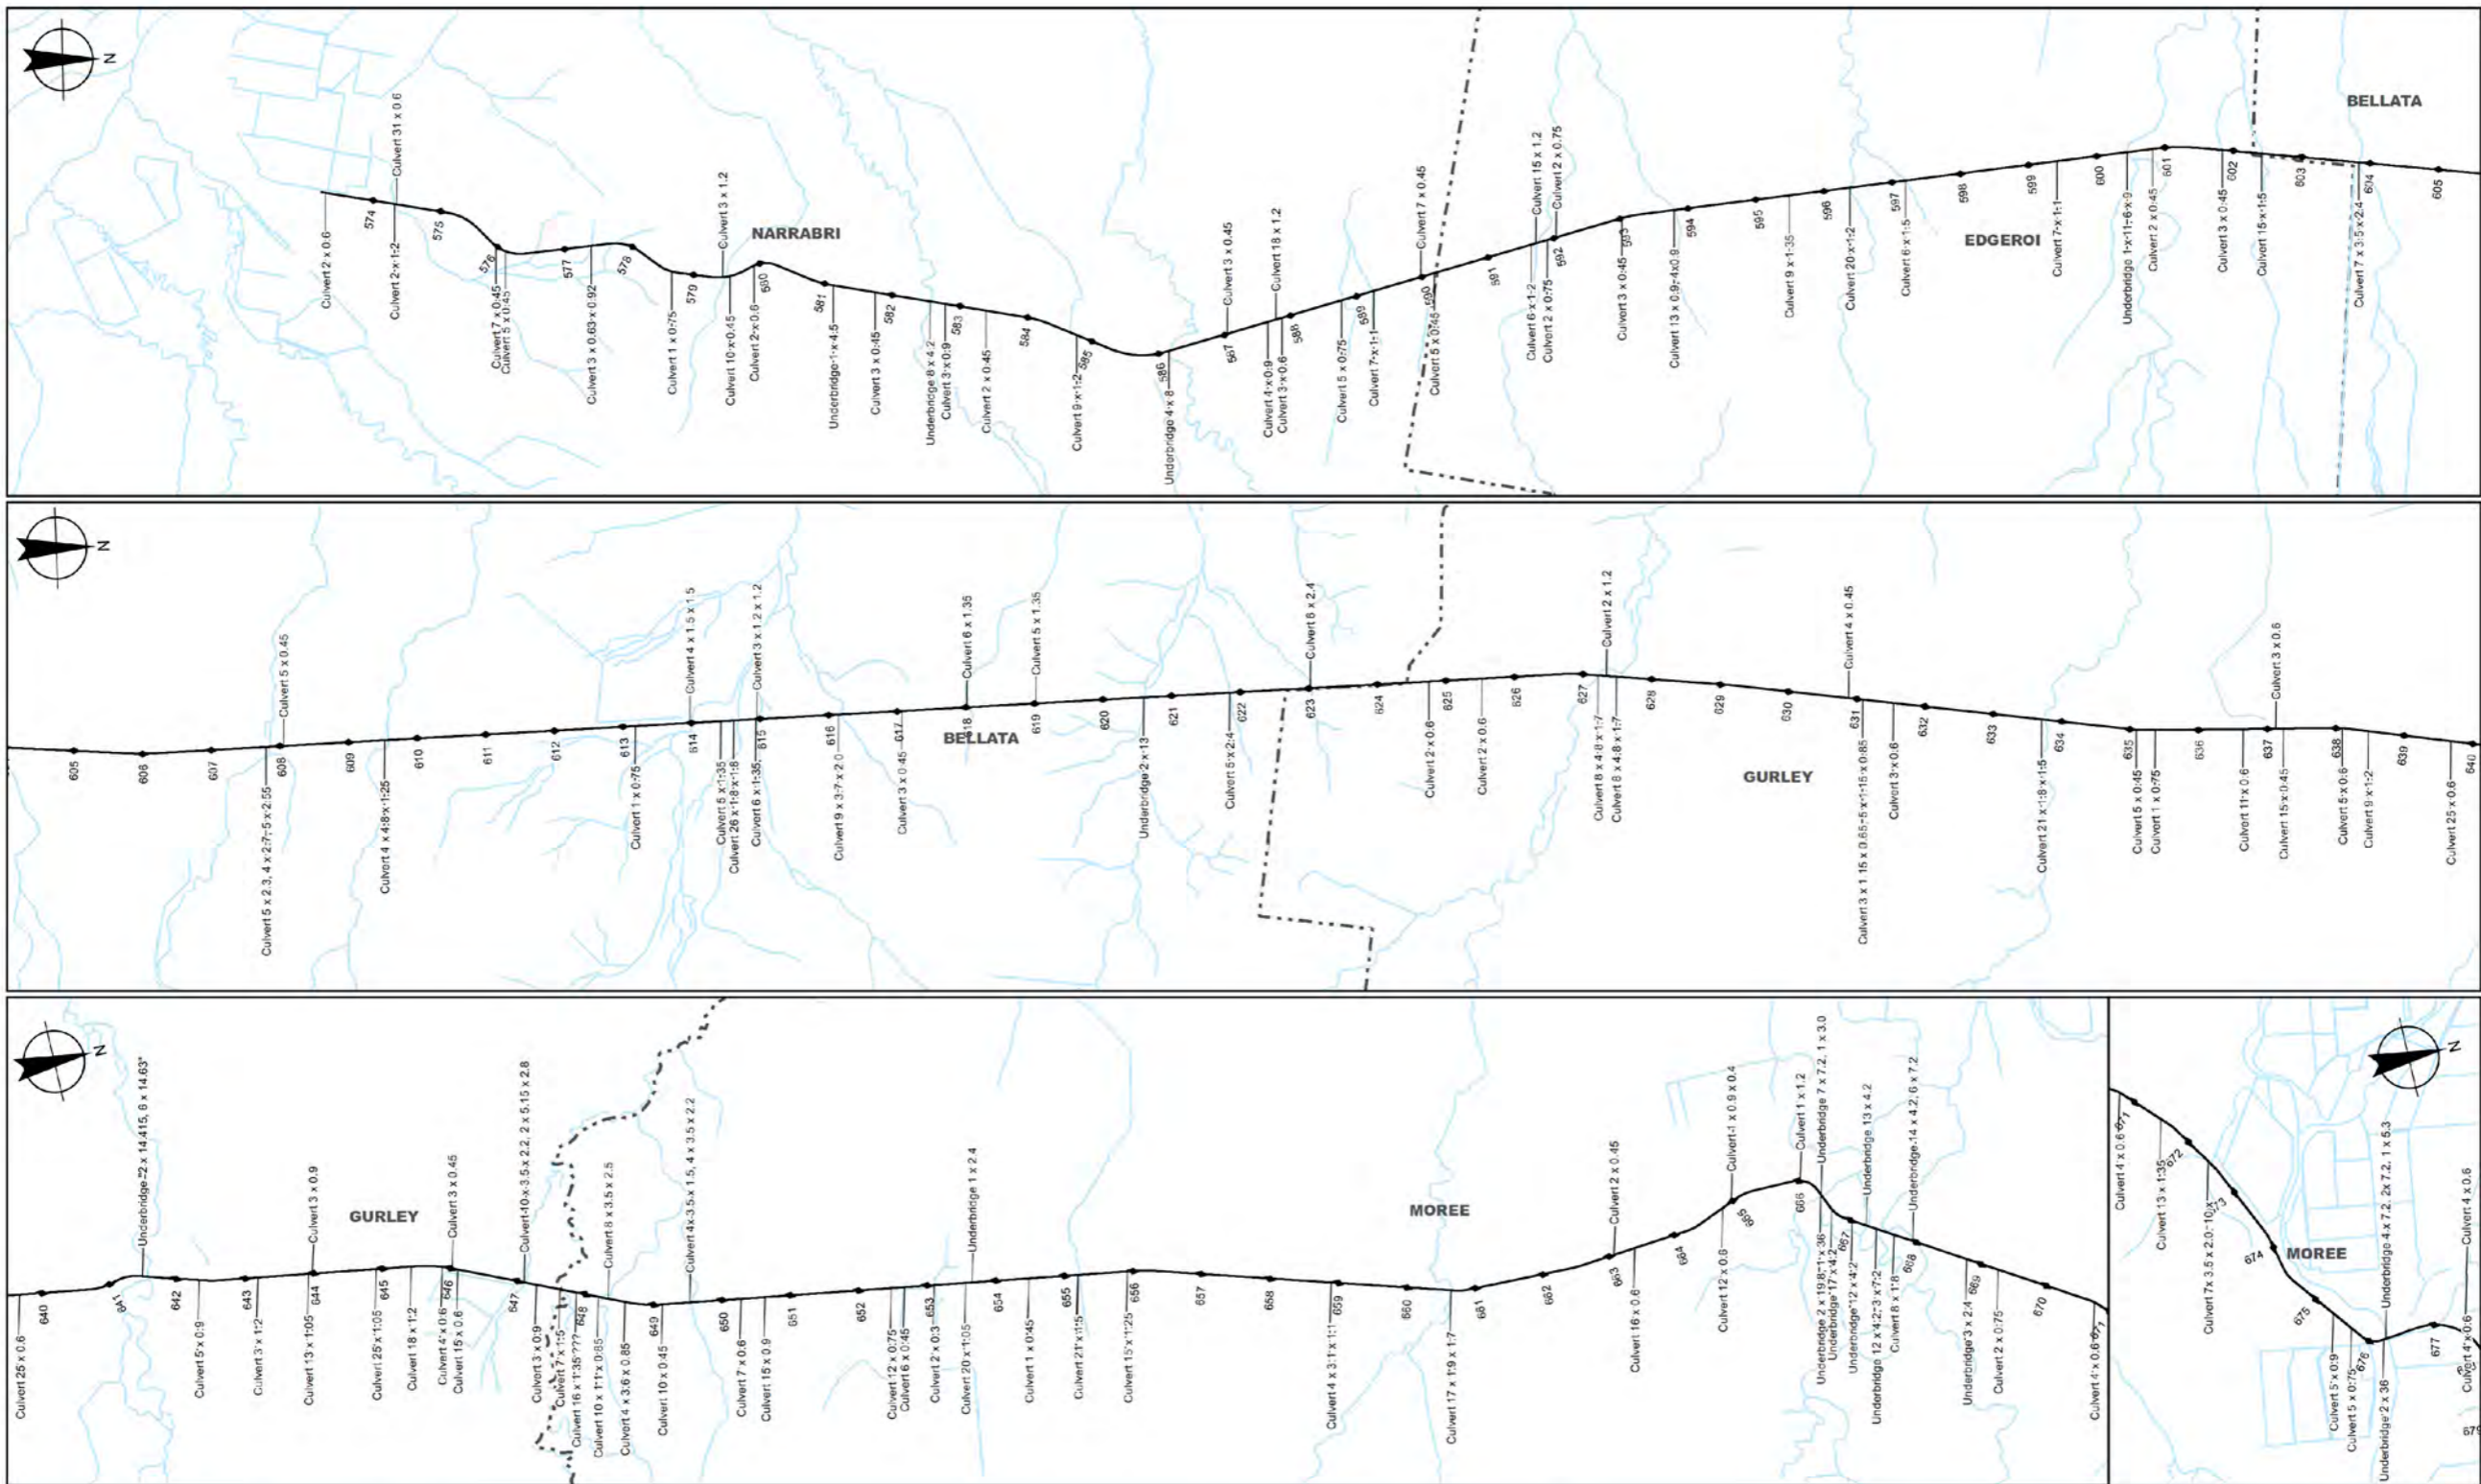 N
Culvert 2 x 0.6
574
Culvert 31 x 0.6
Culvert 2 x 1.2
575
576
Culvert 7 x 0.45
Culvert 5 x 0.45
577
Culvert 3 x 0.63 x 0.92
578
Culvert 1 x 0.75
579
Culvert 3 x 1.2
Culvert 10 x 0.45
NARRABRI
Culvert 2 x 0.6
580
581
Underbridge 1 x 4.5
Culvert 3 x 0.45
582
Underbridge 8 x 4.2
Culvert 3 x 0.9
583
Culvert 2 x 0.45
584
Culvert 9 x 1.2
585
586
Underbridge 4 x 8
587
Culvert 3 x 0.45
Culvert 4 x 0.9
Culvert 18 x 1.2
Culvert 3 x 0.6
588
Culvert 5 x 0.75
589
Culvert 7 x 1.1
590
Culvert 7 x 0.45
Culvert 5 x 0.45
591
Culvert 6 x 1.2
Culvert 15 x 1.2
Culvert 2 x 0.75
Culvert 2 x 0.75
592
Culvert 3 x 0.45
593
Culvert 13 x 0.9, 4x0.9
594
595
Culvert 9 x 1.35
596
Culvert 20 x 1.2
597
Culvert 6 x 1.5
598
EDGEROI
599
Culvert 7 x 1.1
600
Underbridge 1 x 11.6 x 9
Culvert 2 x 0.45
601
Culvert 3 x 0.45
602
Culvert 15 x 1.5
603
Culvert 7 x 3.5 x 2.4
604
BELLATA
605
N
605
606
607
Culvert 5 x 2.3, 4 x 2.7, 5 x 2.55
608
Culvert 5 x 0.45
609
Culvert 4 x 4.8 x 1.25
610
611
612
613
Culvert 1 x 0.75
614
Culvert 4 x 1.5 x 1.5
Culvert 5 x 1.35
Culvert 26 x 1.8 x 1.8
Culvert 6 x 1.35
615
Culvert 3 x 1.2 x 1.2
616
Culvert 9 x 3.7 x 2.0
617
Culvert 3 x 0.45
618
Culvert 6 x 1.35
BELLATA
619
Culvert 5 x 1.35
620
Underbridge 2 x 13
621
Culvert 5 x 2.4
622
623
Culvert 8 x 2.4
624
Culvert 2 x 0.6
625
Culvert 2 x 0.6
626
627
Culvert 8 x 4.8 x 1.7
Culvert 2 x 1.2
Culvert 8 x 4.8 x 1.7
628
629
GURLEY
630
Culvert 4 x 0.45
631
Culvert 3 x 1.15 x 0.65, 5 x 1.15 x 0.85
Culvert 3 x 0.6
632
633
Culvert 21 x 1.8 x 1.5
634
635
Culvert 5 x 0.45
Culvert 1 x 0.75
636
Culvert 11 x 0.6
637
Culvert 3 x 0.6
Culvert 15 x 0.45
638
Culvert 5 x 0.6
Culvert 9 x 1.2
639
Culvert 25 x 0.6
640
N
Culvert 25 x 0.6
640
641
Underbridge 2 x 14.415, 6 x 14.63*
642
Culvert 5 x 0.9
643
Culvert 3 x 1.2
Culvert 13 x 1.05
644
Culvert 3 x 0.9
GURLEY
Culvert 25 x 1.05
645
Culvert 18 x 1.2
Culvert 4 x 0.6
646
Culvert 3 x 0.45
Culvert 15 x 0.6
647
Culvert 10 x 3.5 x 2.2, 2 x 5.15 x 2.8
Culvert 3 x 0.9
Culvert 7 x 1.5
Culvert 16 x 1.35 ???
648
Culvert 10 x 1.1 x 0.85
Culvert 8 x 3.5 x 2.5
Culvert 4 x 3.6 x 0.85
649
Culvert 10 x 0.45
Culvert 4x 3.5 x 1.5, 4 x 3.5 x 2.2
650
Culvert 7 x 0.6
Culvert 15 x 0.9
651
652
Culvert 12 x 0.75
Culvert 6 x 0.45
653
Culvert 2 x 0.3
Culvert 20 x 1.05
Underbridge 1 x 2.4
654
Culvert 1 x 0.45
655
Culvert 21 x 1.5
656
Culvert 15 x 1.25
657
658
Culvert 4 x 3.1 x 1.1
659
660
MOREE
Culvert 17 x 1.9 x 1.7
661
662
663
Culvert 2 x 0.45
Culvert 16 x 0.6
664
Culvert 12 x 0.6
Culvert 1 x 0.9 x 0.4
665
666
Culvert 1 x 1.2
Underbridge 7 x 7.2, 1 x 3.0
Underbridge 2 x 19.8, 1 x 36
Underbridge 17 x 4.2
667
Underbridge 12 x 4.2
Underbridge 13 x 4.2
Underbridge 12 x 4.2, 3 x 7.2
Culvert 8 x 1.8
668
Underbridge 14 x 4.2, 6 x 7.2
Underbridge 3 x 2.4
669
Culvert 2 x 0.75
670
Culvert 4 x 0.6
671
N
Culvert 4 x 0.6
671
Culvert 13 x 1.35
672
Culvert 7x 3.5 x 2.0, 10 x
673
674
MOREE
675
Culvert 5 x 0.9
Culvert 5 x 0.75
676
Underbridge 2 x 36
Underbridge 4 x 7.2, 2x 7.2, 1 x 5.3
677
Culvert 4 x 0.6
Culvert 4 x 0.6
679